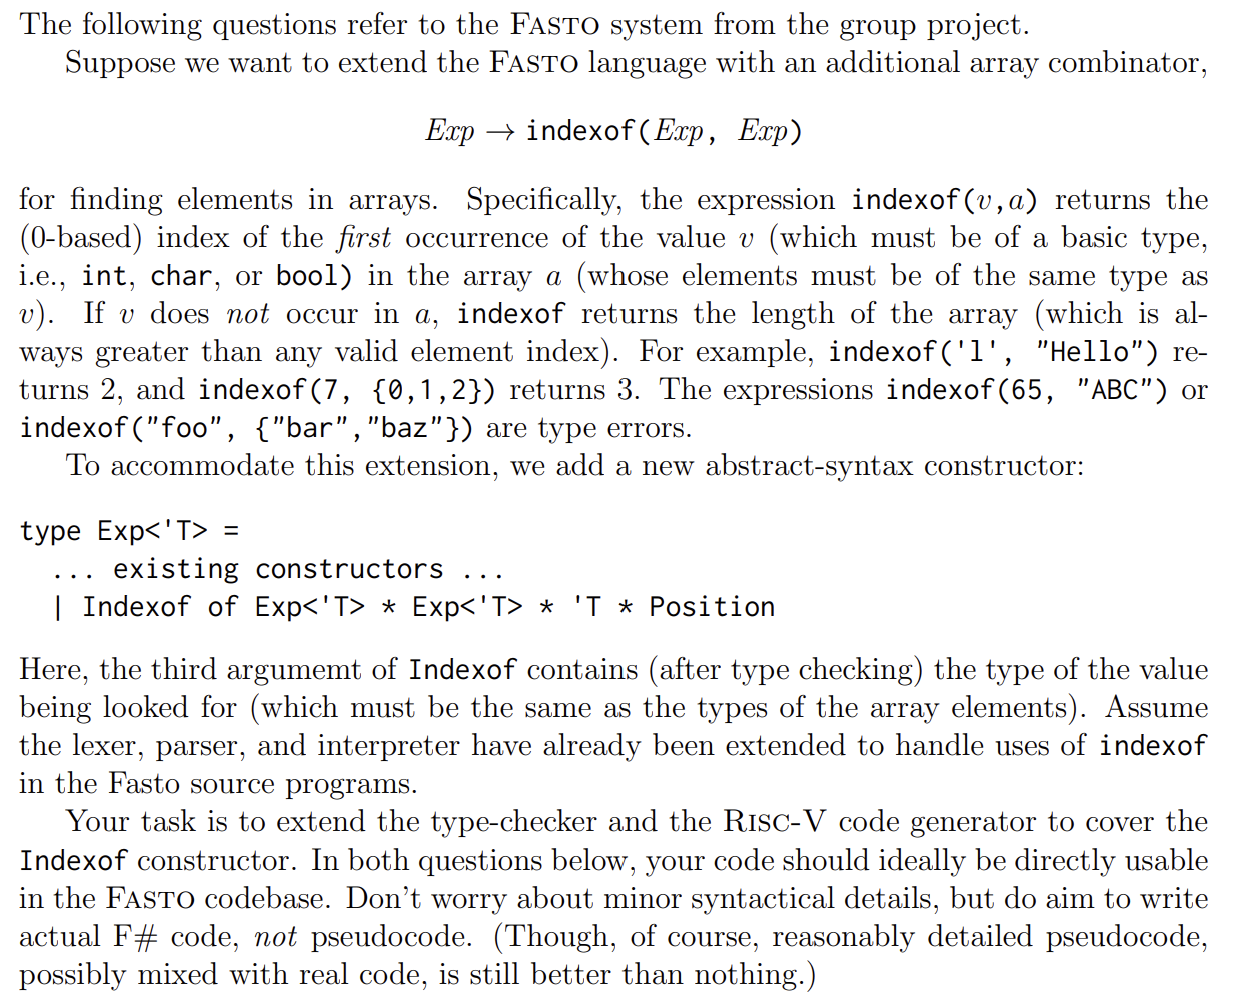 The following questions refer to the FASTO system from the group project.
Suppose we want to extend the FASTO language with an additional array combinator,
Exp → indexof(Exp, Exp)
for finding elements in arrays. Specifically, the expression indexof(v,a) returns the
(0-based) index of the first occurrence of the value v (which must be of a basic type,
i.e., int, char, or bool) in the array a (whose elements must be of the same type as
v). If v does not occur in a, indexof returns the length of the array (which is al-
ways greater than any valid element index). For example, indexof('l', "Hello") re-
turns 2, and indexof(7, {0,1,2}) returns 3. The expressions indexof(65, "ABC") or
indexof("foo", {"bar","baz"}) are type errors.
To accommodate this extension, we add a new abstract-syntax constructor:
type Exp<'T> =
  ... existing constructors ...
  | Indexof of Exp<'T> * Exp<'T> * 'T * Position
Here, the third argumemt of Indexof contains (after type checking) the type of the value
being looked for (which must be the same as the types of the array elements). Assume
the lexer, parser, and interpreter have already been extended to handle uses of indexof
in the Fasto source programs.
Your task is to extend the type-checker and the RISC-V code generator to cover the
Indexof constructor. In both questions below, your code should ideally be directly usable
in the FASTO codebase. Don't worry about minor syntactical details, but do aim to write
actual F# code, not pseudocode. (Though, of course, reasonably detailed pseudocode,
possibly mixed with real code, is still better than nothing.)